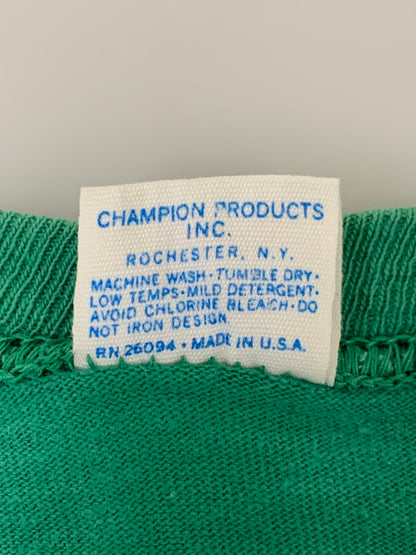 CHAMPION PRODUCTS
INC.
ROCHESTER, N.Y.
MACHINE WASH • TUMBLE DRY •
LOW TEMPS • MILD DETERGENT •
AVOID CHLORINE BLEACH • DO
NOT IRON DESIGN
RN 26094 • MADE IN U.S.A.